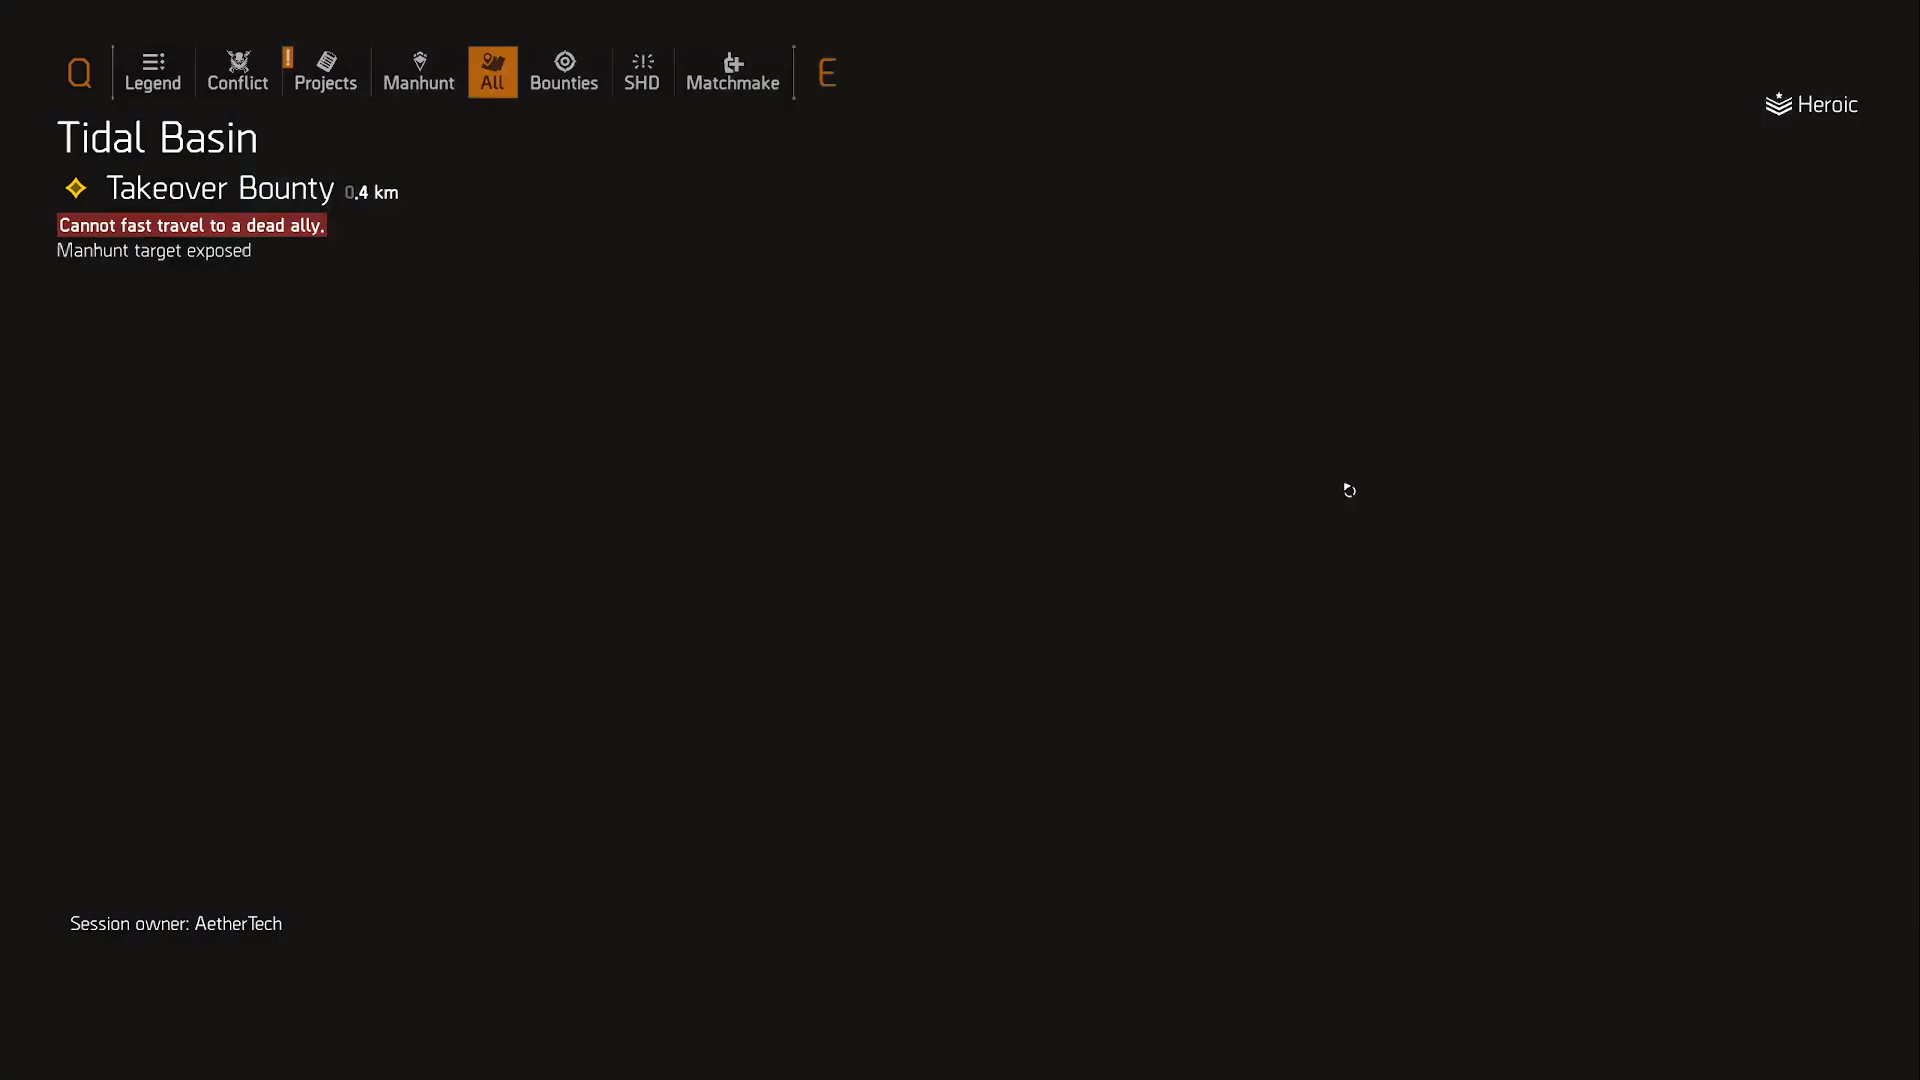 Q Legend Conflict ! Projects Manhunt All Bounties SHD Matchmake E
Heroic
Tidal Basin
Takeover Bounty 0.4 km
Cannot fast travel to a dead ally.
Manhunt target exposed
Session owner: AetherTech